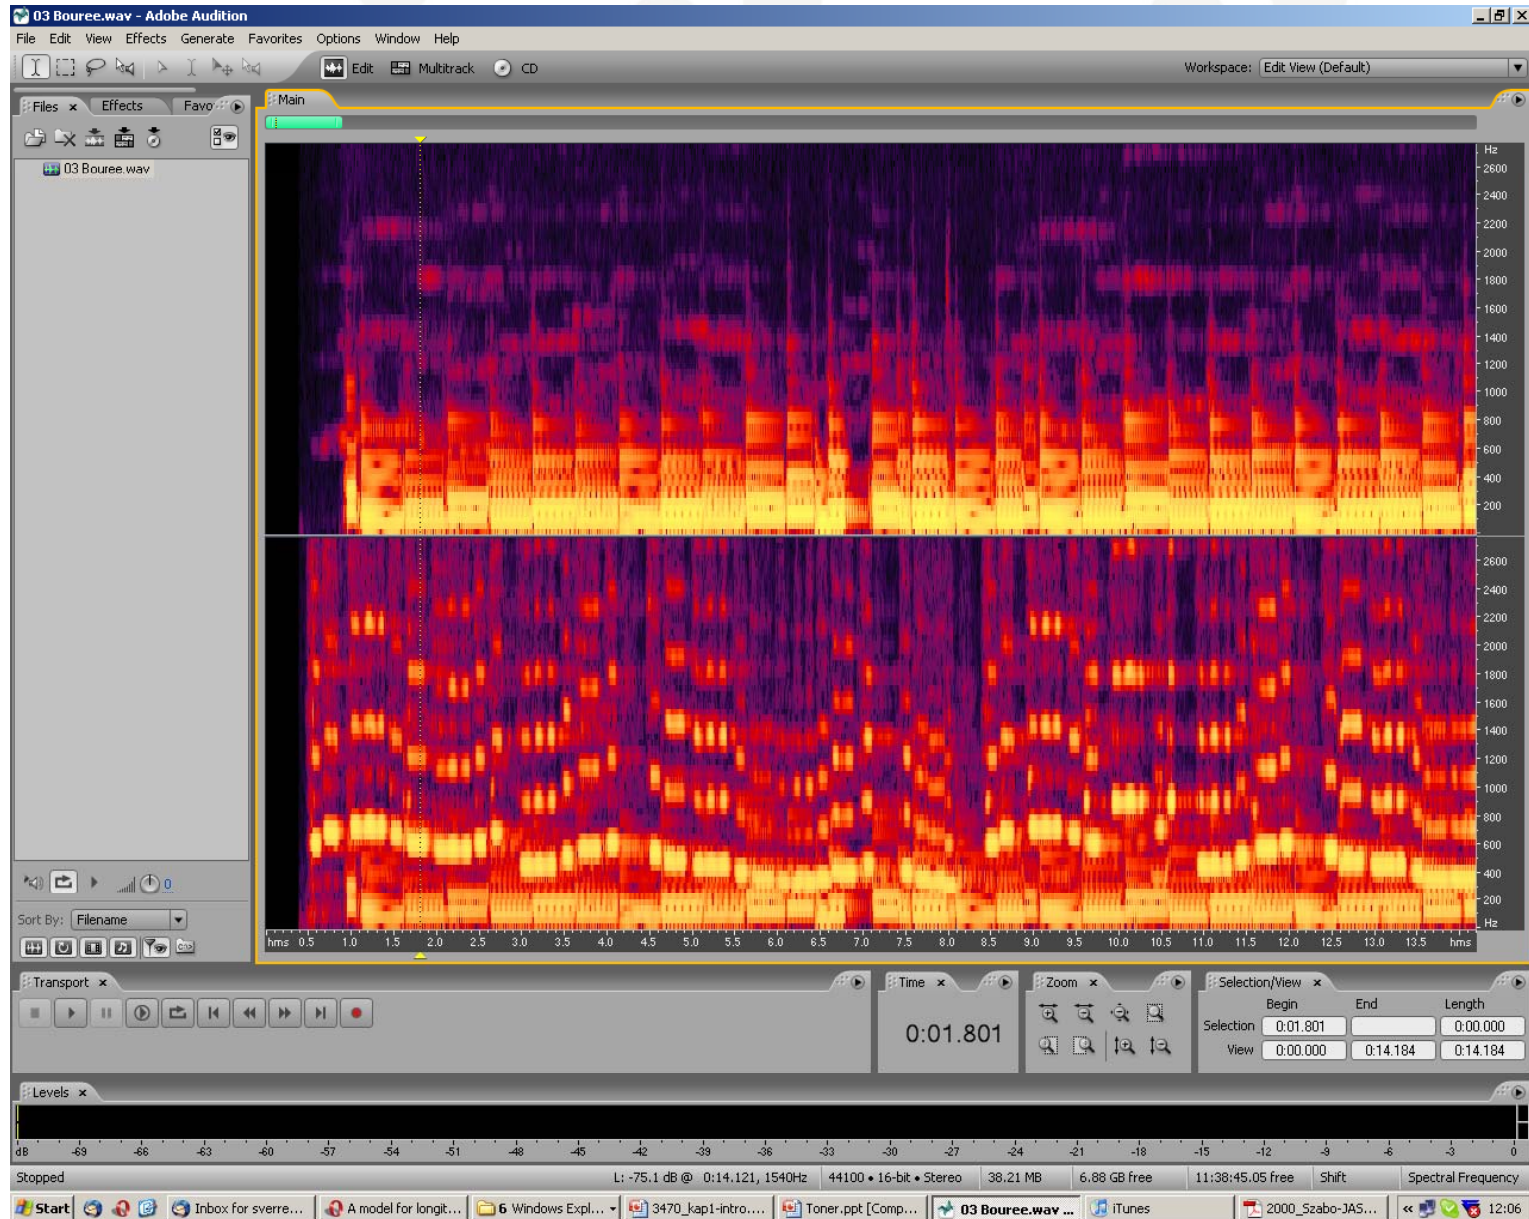 03 Bouree.wav - Adobe Audition
File Edit View Effects Generate Favorites Options Window Help
Edit Multitrack CD Workspace: Edit View (Default)
Files × Effects Favo
Main
03 Bouree.wav
Hz
2600
2400
2200
2000
1800
1600
1400
1200
1000
800
600
400
200
2600
2400
2200
2000
1800
1600
1400
1200
1000
800
600
400
200
Hz
hms 0.5 1.0 1.5 2.0 2.5 3.0 3.5 4.0 4.5 5.0 5.5 6.0 6.5 7.0 7.5 8.0 8.5 9.0 9.5 10.0 10.5 11.0 11.5 12.0 12.5 13.0 13.5 hms
0
Sort By: Filename
Transport ×
Time ×
0:01.801
Zoom ×
Selection/View ×
Begin End Length
Selection 0:01.801 0:00.000
View 0:00.000 0:14.184 0:14.184
Levels ×
dB -69 -66 -63 -60 -57 -54 -51 -48 -45 -42 -39 -36 -33 -30 -27 -24 -21 -18 -15 -12 -9 -6 -3 0
Stopped L: -75.1 dB @ 0:14.121, 1540Hz 44100 • 16-bit • Stereo 38.21 MB 6.88 GB free 11:38:45.05 free Shift Spectral Frequency
Start Inbox for sverre... A model for longit... 6 Windows Expl... 3470_kap1-intro.... Toner.ppt [Comp... 03 Bouree.wav ... iTunes 2000_Szabo-JAS... « 12:06